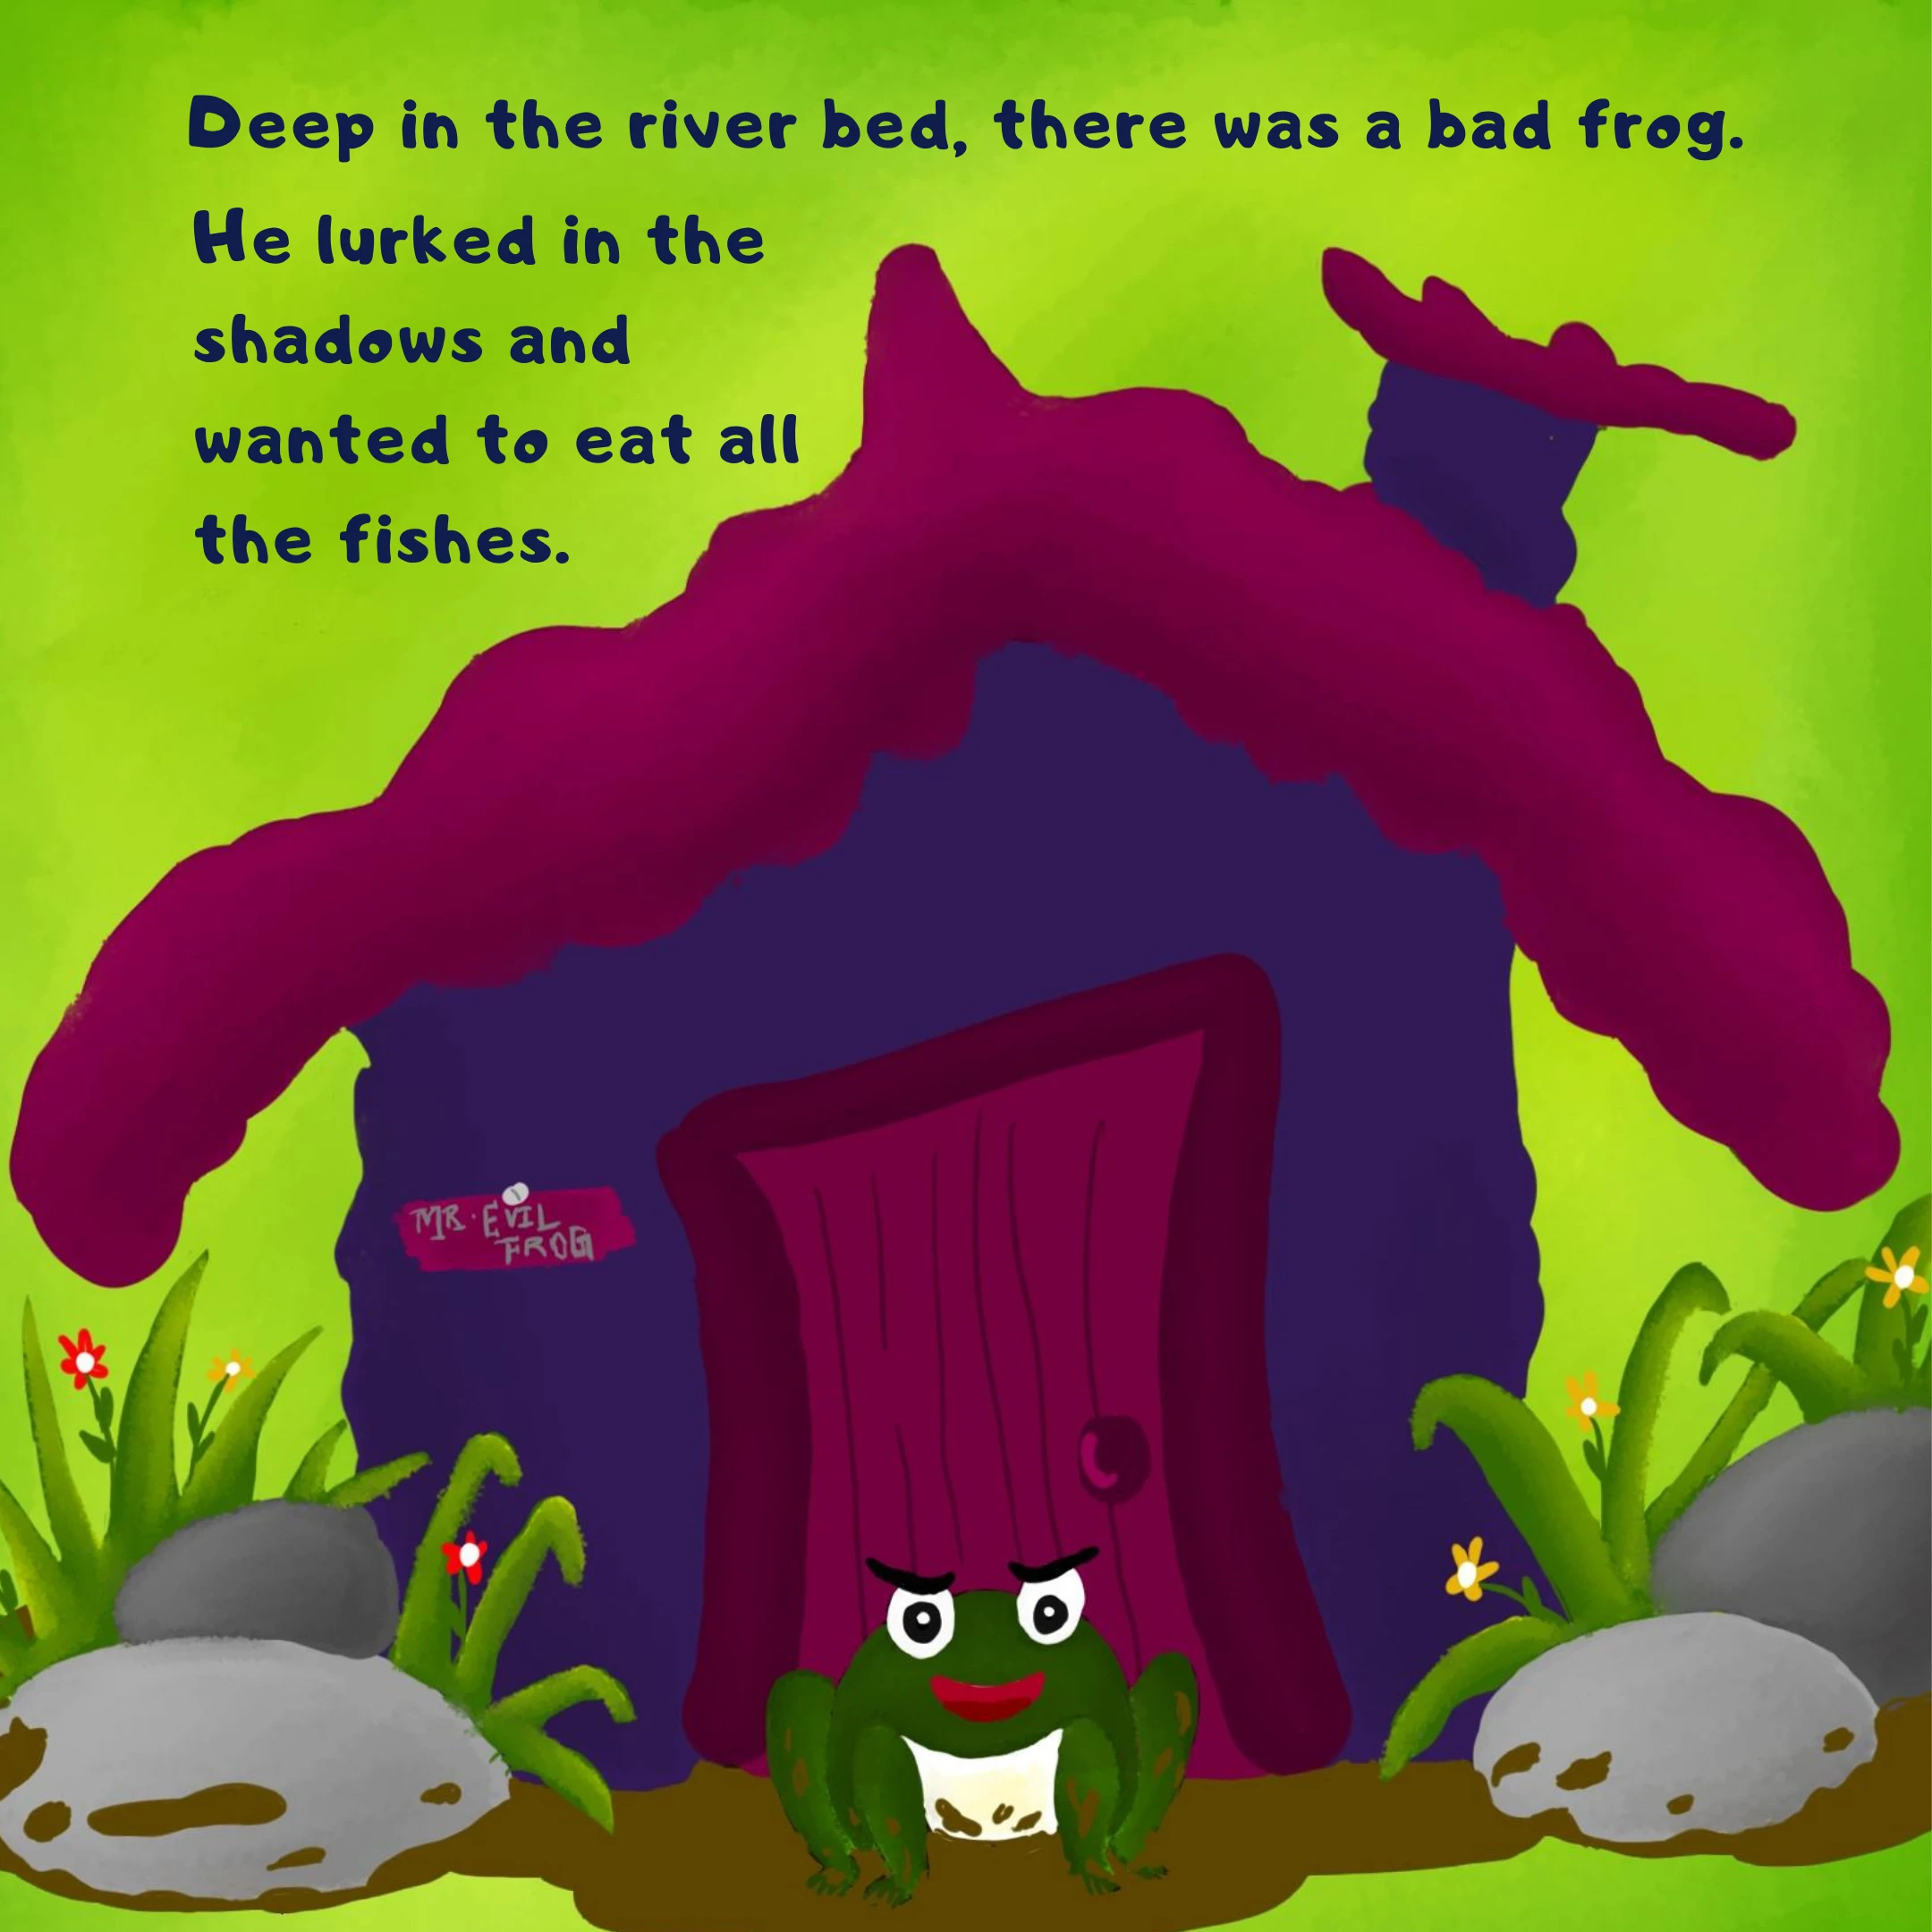 Deep in the river bed, there was a bad frog.
He lurked in the
shadows and
wanted to eat all
the fishes.
MR. EVIL
FROG